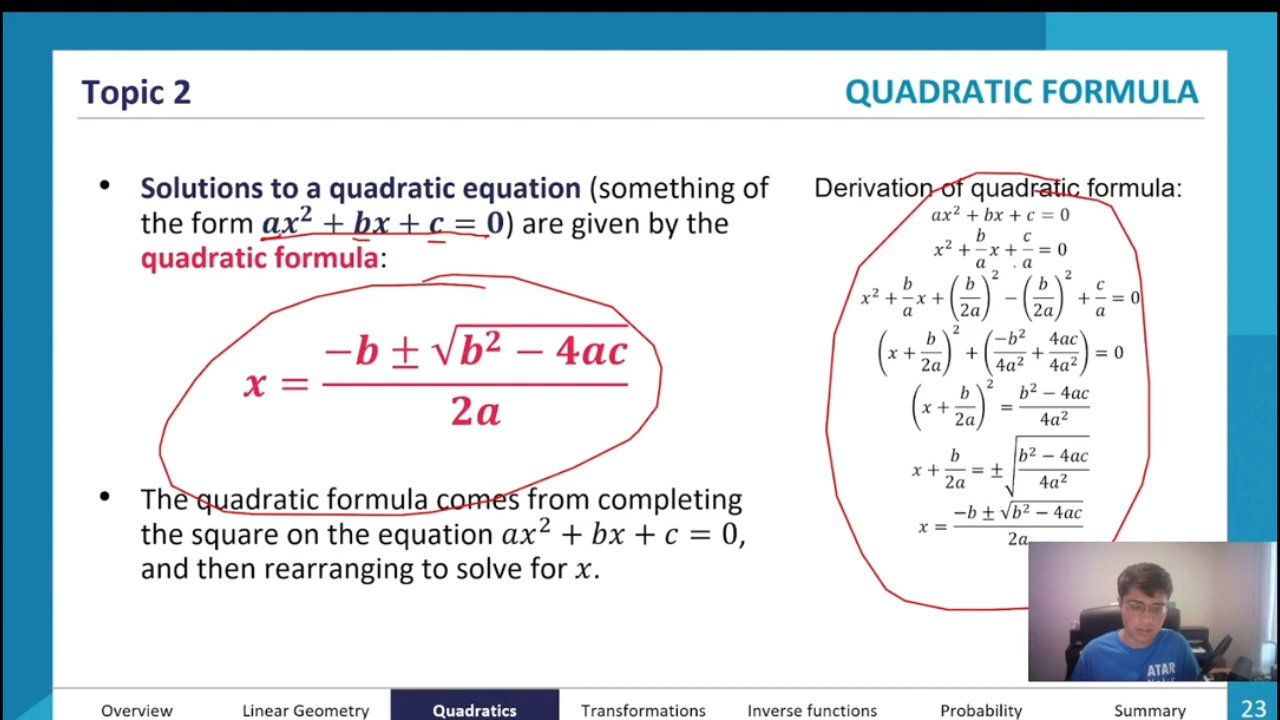 Topic 2
QUADRATIC FORMULA
• Solutions to a quadratic equation (something of
the form ax² + bx + c = 0) are given by the
quadratic formula:
x = (-b ± √(b² − 4ac)) / (2a)
• The quadratic formula comes from completing
the square on the equation ax² + bx + c = 0,
and then rearranging to solve for x.
Derivation of quadratic formula:
ax² + bx + c = 0
x² + (b/a)x + c/a = 0
x² + (b/a)x + (b/2a)² − (b/2a)² + c/a = 0
(x + b/2a)² + (−b²/4a² + 4ac/4a²) = 0
(x + b/2a)² = (b² − 4ac)/4a²
x + b/2a = ±√((b² − 4ac)/4a²)
x = (−b ± √(b² − 4ac)) / 2a
ATAR
Overview
Linear Geometry
Quadratics
Transformations
Inverse functions
Probability
Summary
23